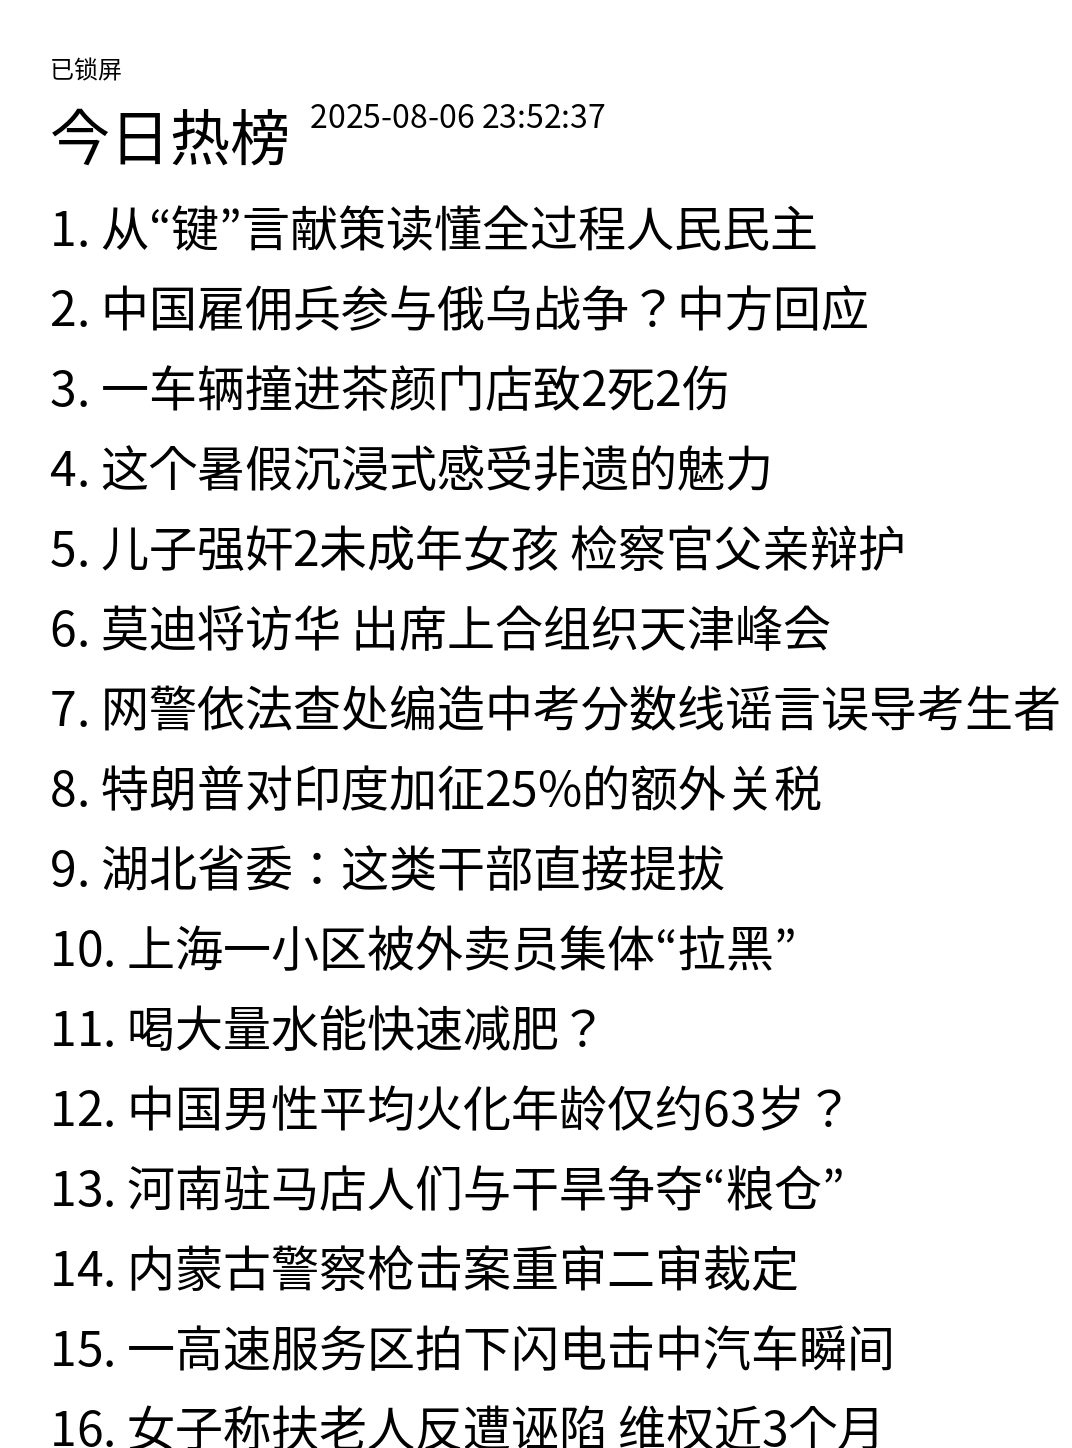 已锁屏
今日热榜 2025-08-06 23:52:37
1. 从“键”言献策读懂全过程人民民主
2. 中国雇佣兵参与俄乌战争？中方回应
3. 一车辆撞进茶颜门店致2死2伤
4. 这个暑假沉浸式感受非遗的魅力
5. 儿子强奸2未成年女孩 检察官父亲辩护
6. 莫迪将访华 出席上合组织天津峰会
7. 网警依法查处编造中考分数线谣言误导考生者
8. 特朗普对印度加征25%的额外关税
9. 湖北省委：这类干部直接提拔
10. 上海一小区被外卖员集体“拉黑”
11. 喝大量水能快速减肥？
12. 中国男性平均火化年龄仅约63岁？
13. 河南驻马店人们与干旱争夺“粮仓”
14. 内蒙古警察枪击案重审二审裁定
15. 一高速服务区拍下闪电击中汽车瞬间
16. 女子称扶老人反遭诬陷 维权近3个月